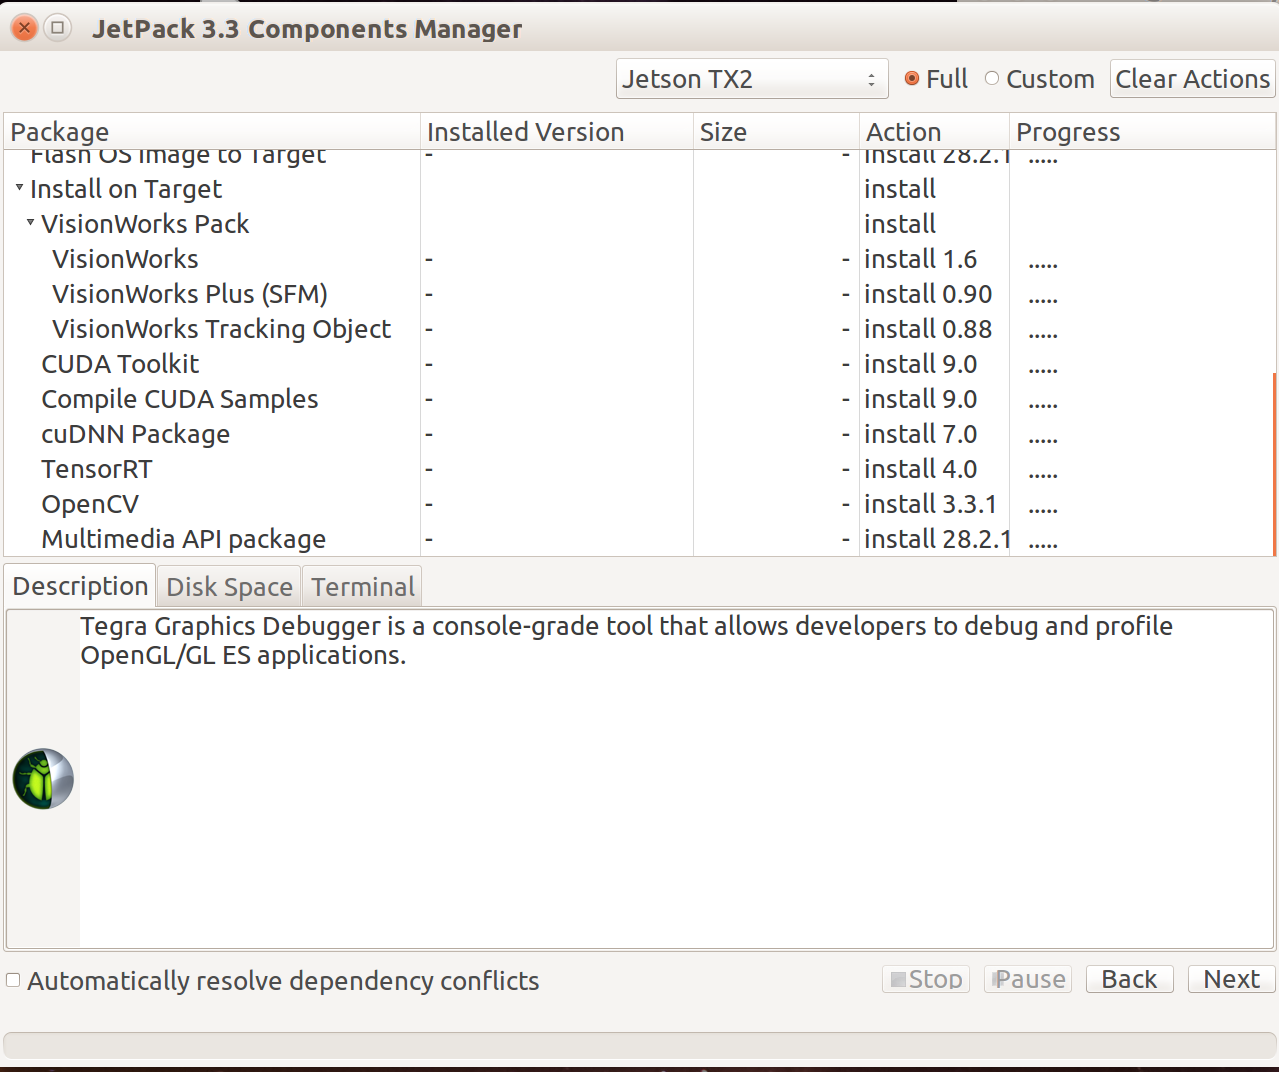 JetPack 3.3 Components Manager
Jetson TX2 Full Custom Clear Actions
Package Installed Version Size Action Progress
Flash OS Image to Target - - install 28.2.1 .....
Install on Target install
VisionWorks Pack install
VisionWorks - - install 1.6 .....
VisionWorks Plus (SFM) - - install 0.90 .....
VisionWorks Tracking Object - - install 0.88 .....
CUDA Toolkit - - install 9.0 .....
Compile CUDA Samples - - install 9.0 .....
cuDNN Package - - install 7.0 .....
TensorRT - - install 4.0 .....
OpenCV - - install 3.3.1 .....
Multimedia API package - - install 28.2.1 .....
Description Disk Space Terminal
Tegra Graphics Debugger is a console-grade tool that allows developers to debug and profile
OpenGL/GL ES applications.
Automatically resolve dependency conflicts Stop Pause Back Next